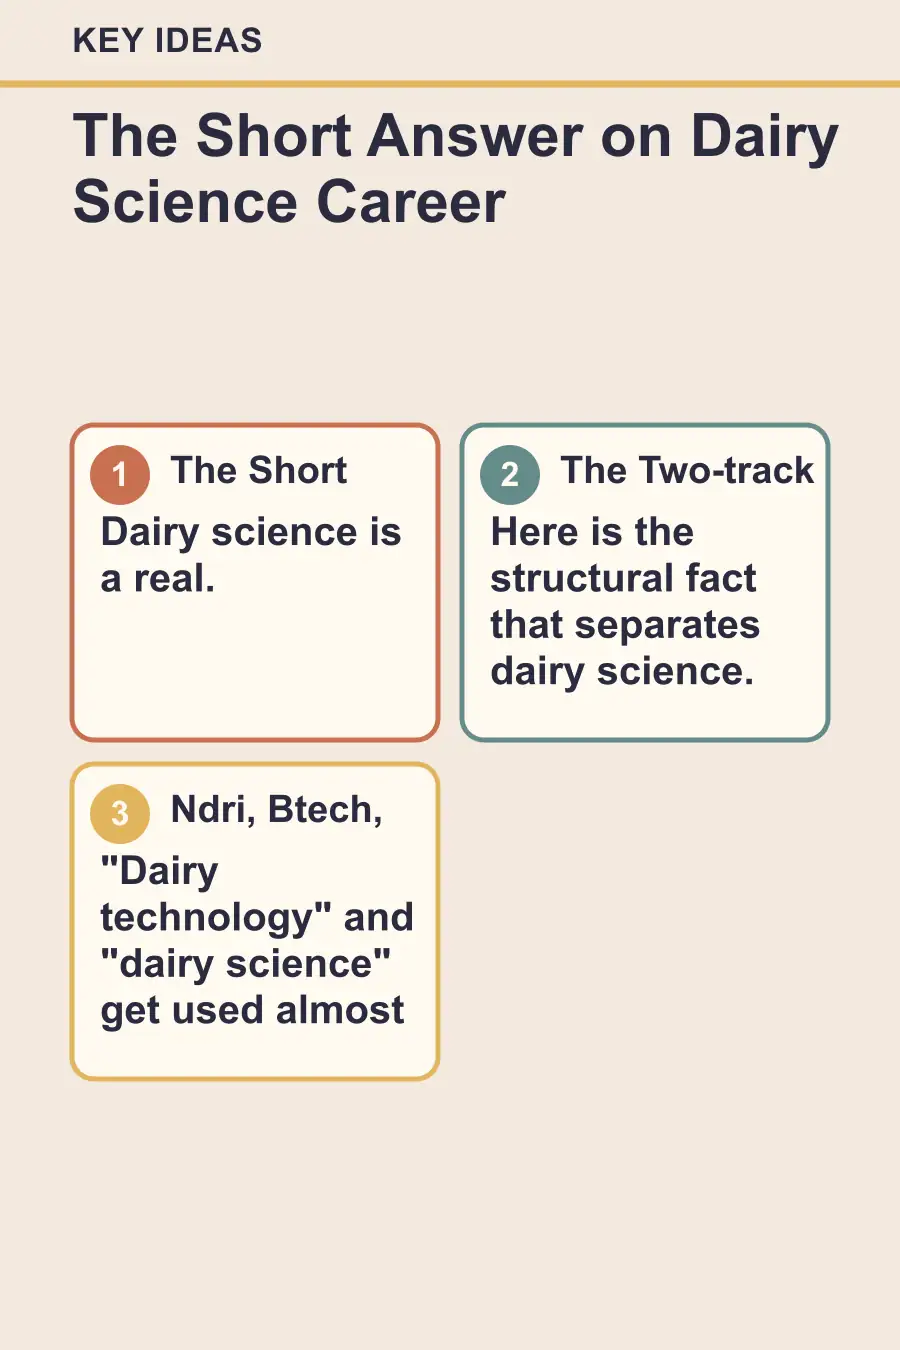 KEY IDEAS
The Short Answer on Dairy
Science Career
1 The Short
Dairy science is
a real.
2 The Two-track
Here is the
structural fact
that separates
dairy science.
3 Ndri, Btech,
"Dairy
technology" and
"dairy science"
get used almost